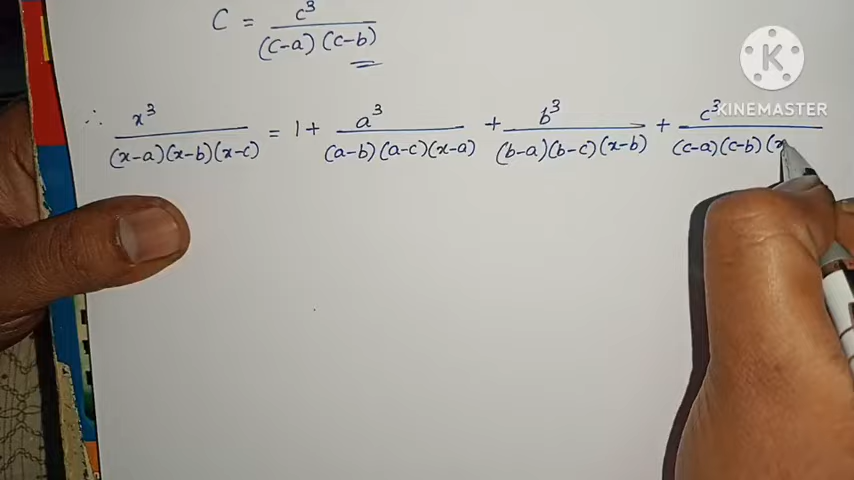 C = c³/((c-a)(c-b))
∴ x³/((x-a)(x-b)(x-c)) = 1 + a³/((a-b)(a-c)(x-a)) + b³/((b-a)(b-c)(x-b)) + c³/((c-a)(c-b)(x
K
KINEMASTER